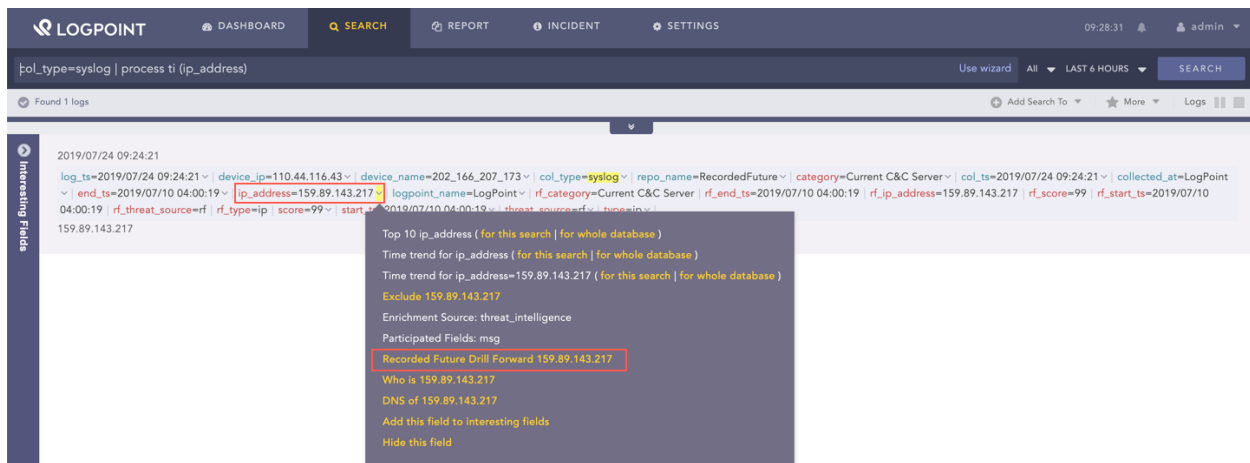 LOGPOINT DASHBOARD SEARCH REPORT INCIDENT SETTINGS 09:28:31 admin
col_type=syslog | process ti (ip_address) Use wizard All LAST 6 HOURS SEARCH
Found 1 logs Add Search To More Logs
Interesting Fields
2019/07/24 09:24:21
log_ts=2019/07/24 09:24:21 | device_ip=110.44.116.43 | device_name=202_166_207_173 | col_type=syslog | repo_name=RecordedFuture | category=Current C&C Server | col_ts=2019/07/24 09:24:21 | collected_at=LogPoint
| end_ts=2019/07/10 04:00:19 | ip_address=159.89.143.217 logpoint_name=LogPoint | rf_category=Current C&C Server | rf_end_ts=2019/07/10 04:00:19 | rf_ip_address=159.89.143.217 | rf_score=99 | rf_start_ts=2019/07/10
04:00:19 | rf_threat_source=rf | rf_type=ip | score=99 | start_ts=2019/07/10 04:00:19 | threat_source=rf | type=ip |
159.89.143.217
Top 10 ip_address ( for this search | for whole database )
Time trend for ip_address ( for this search | for whole database )
Time trend for ip_address=159.89.143.217 ( for this search | for whole database )
Exclude 159.89.143.217
Enrichment Source: threat_intelligence
Participated Fields: msg
Recorded Future Drill Forward 159.89.143.217
Who is 159.89.143.217
DNS of 159.89.143.217
Add this field to interesting fields
Hide this field